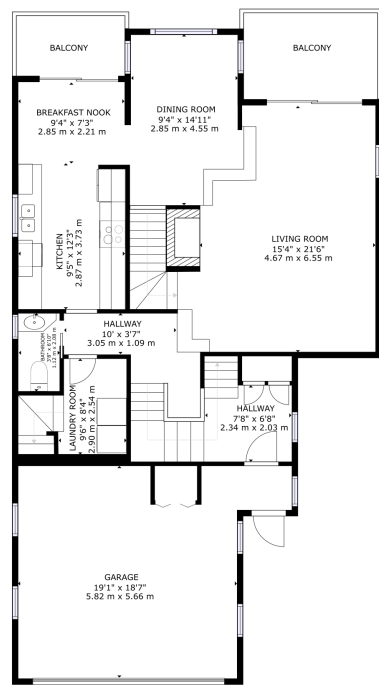 BALCONY
BALCONY
BREAKFAST NOOK
9'4" x 7'3"
2.85 m x 2.21 m
DINING ROOM
9'4" x 14'11"
2.85 m x 4.55 m
KITCHEN
9'5" x 12'3"
2.87 m x 3.73 m
LIVING ROOM
15'4" x 21'6"
4.67 m x 6.55 m
HALLWAY
10' x 3'7"
3.05 m x 1.09 m
BATHROOM
LAUNDRY ROOM
9'6" x 8'4"
2.90 m x 2.54 m
HALLWAY
7'8" x 6'8"
2.34 m x 2.03 m
GARAGE
19'1" x 18'7"
5.82 m x 5.66 m